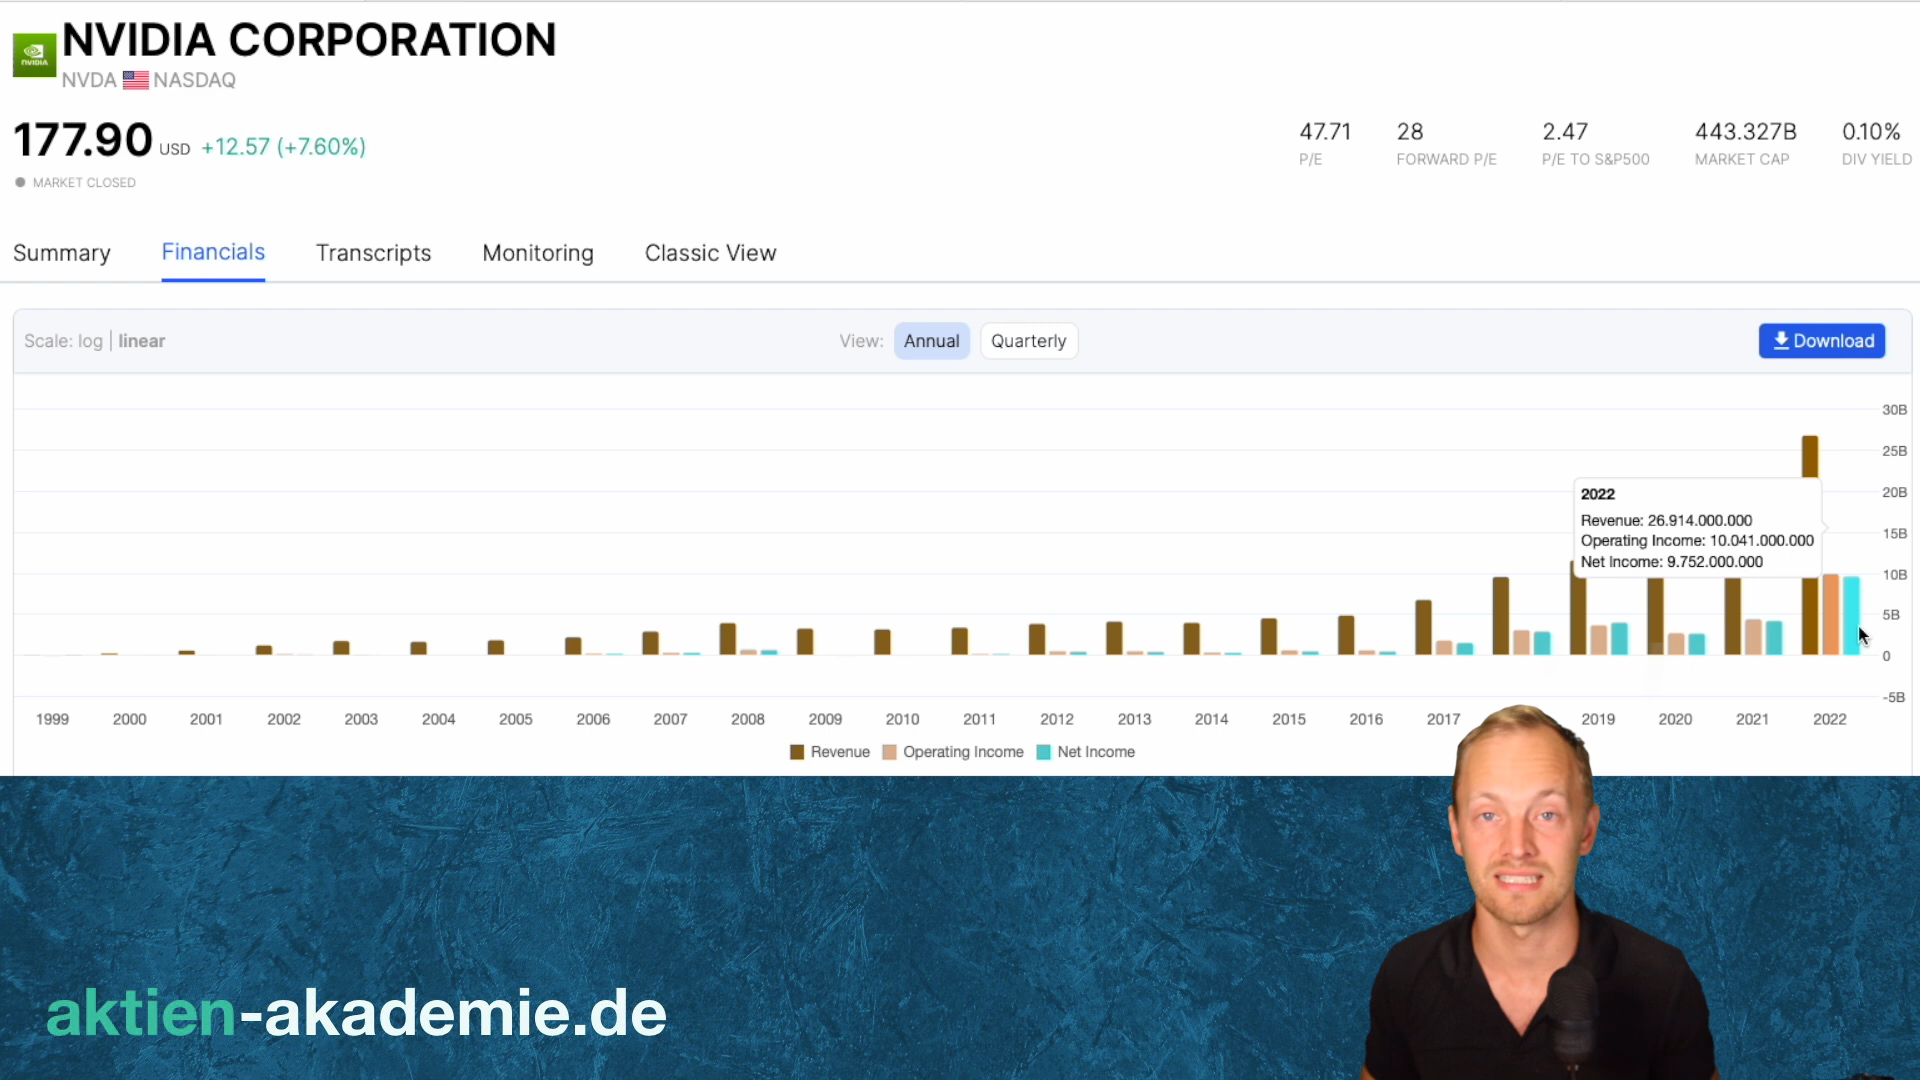 NVIDIA CORPORATION
NVIDIA
NVDA NASDAQ
177.90 USD +12.57 (+7.60%)
MARKET CLOSED
47.71
P/E
28
FORWARD P/E
2.47
P/E TO S&P500
443.327B
MARKET CAP
0.10%
DIV YIELD
Summary Financials Transcripts Monitoring Classic View
Scale: log | linear
View: Annual Quarterly
Download
30B
25B
20B
15B
10B
5B
0
-5B
2022
Revenue: 26.914.000.000
Operating Income: 10.041.000.000
Net Income: 9.752.000.000
1999 2000 2001 2002 2003 2004 2005 2006 2007 2008 2009 2010 2011 2012 2013 2014 2015 2016 2017 2019 2020 2021 2022
Revenue Operating Income Net Income
aktien-akademie.de